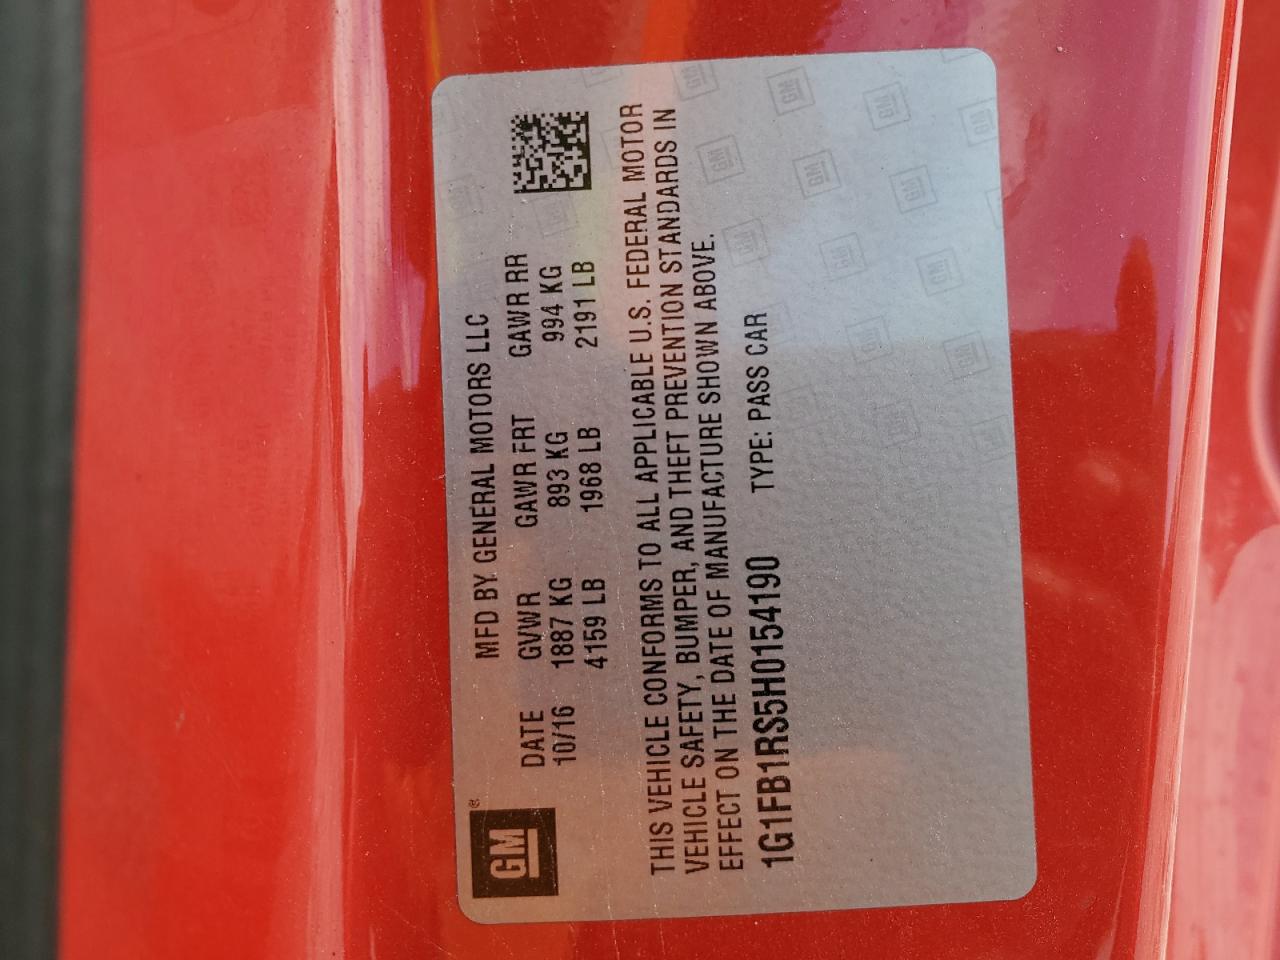 GM®
MFD BY GENERAL MOTORS LLC
DATE GVWR GAWR FRT GAWR RR
10/16 1887 KG 893 KG 994 KG
4159 LB 1968 LB 2191 LB
THIS VEHICLE CONFORMS TO ALL APPLICABLE U.S. FEDERAL MOTOR
VEHICLE SAFETY, BUMPER, AND THEFT PREVENTION STANDARDS IN
EFFECT ON THE DATE OF MANUFACTURE SHOWN ABOVE.
1G1FB1RS5H0154190 TYPE: PASS CAR